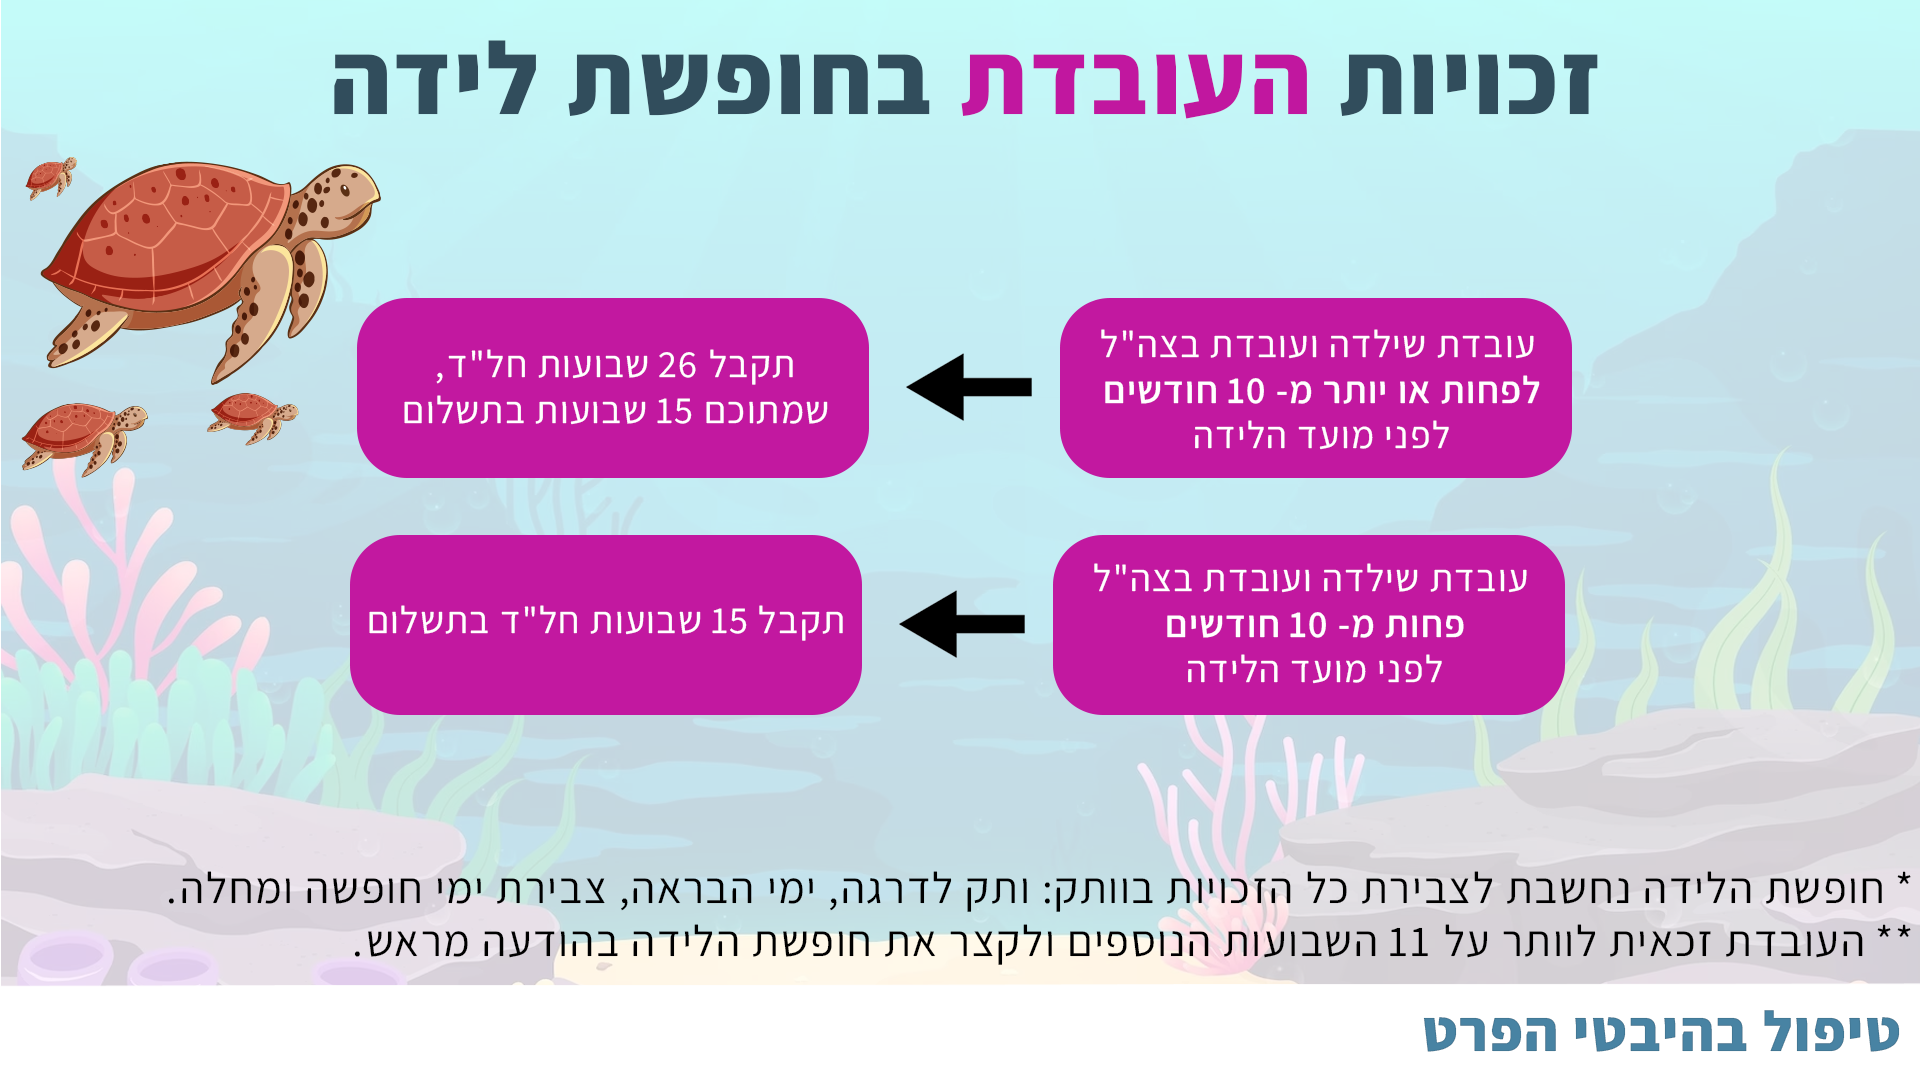 זכויות העובדת בחופשת לידה
עובדת שילדה ועובדת בצה"ל
לפחות או יותר מ- 10 חודשים
לפני מועד הלידה
תקבל 26 שבועות חל"ד,
שמתוכם 15 שבועות בתשלום
עובדת שילדה ועובדת בצה"ל
פחות מ- 10 חודשים
לפני מועד הלידה
תקבל 15 שבועות חל"ד בתשלום
* חופשת הלידה נחשבת לצבירת כל הזכויות בוותק: ותק לדרגה, ימי הבראה, צבירת ימי חופשה ומחלה.
** העובדת זכאית לוותר על 11 השבועות הנוספים ולקצר את חופשת הלידה בהודעה מראש.
טיפול בהיבטי הפרט